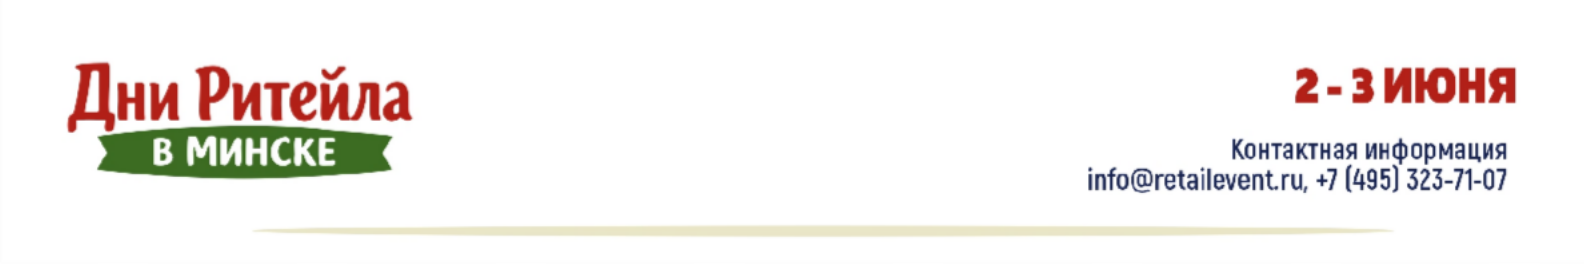 Дни Ритейла
В МИНСКЕ
2 - 3 ИЮНЯ
Контактная информация
info@retailevent.ru, +7 (495) 323-71-07